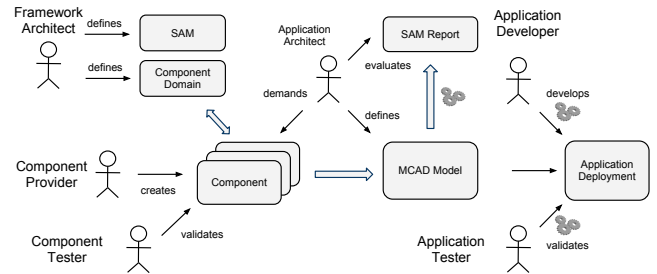 Framework
Architect
defines
SAM
defines
Component
Domain
Application
Architect
SAM Report
evaluates
demands
defines
Application
Developer
develops
Component
Provider
creates
Component
MCAD Model
Application
Deployment
Component
Tester
validates
Application
Tester
validates